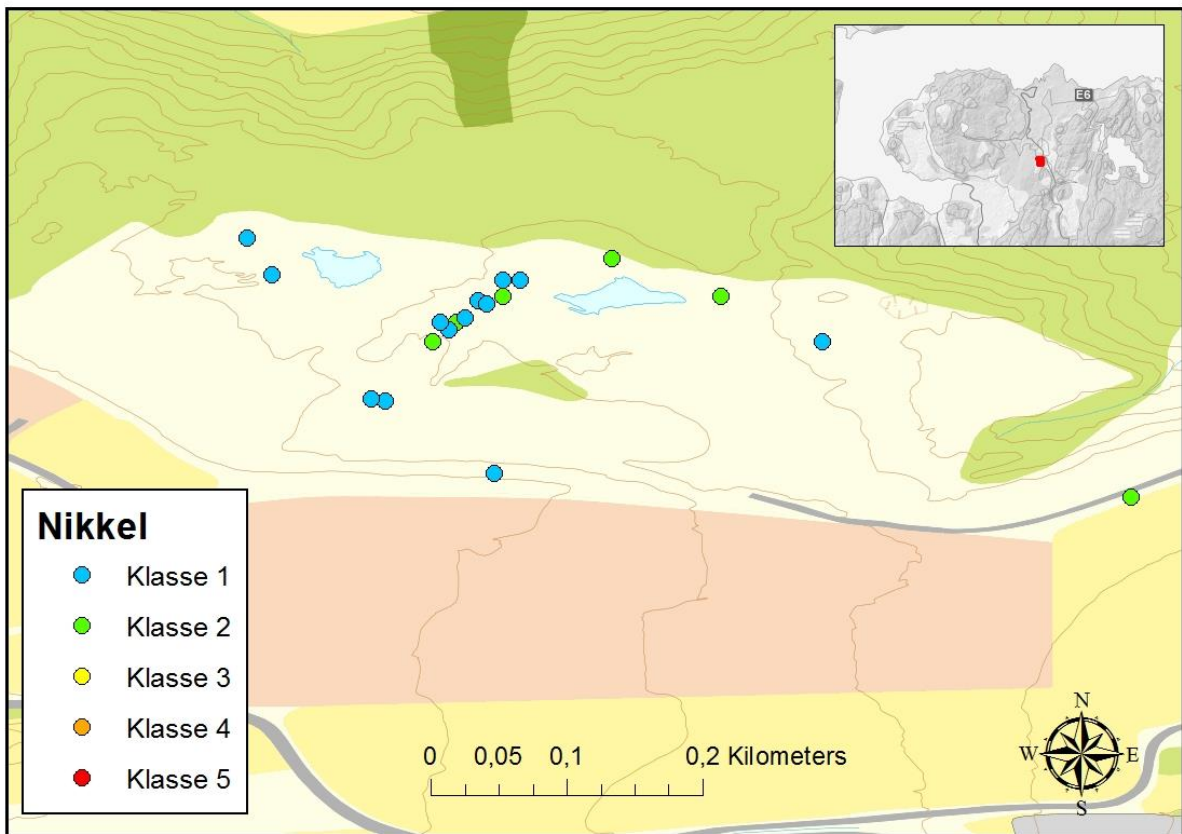 E6
Nikkel
Klasse 1
Klasse 2
Klasse 3
Klasse 4
Klasse 5
0 0,05 0,1 0,2 Kilometers
N
W E
S